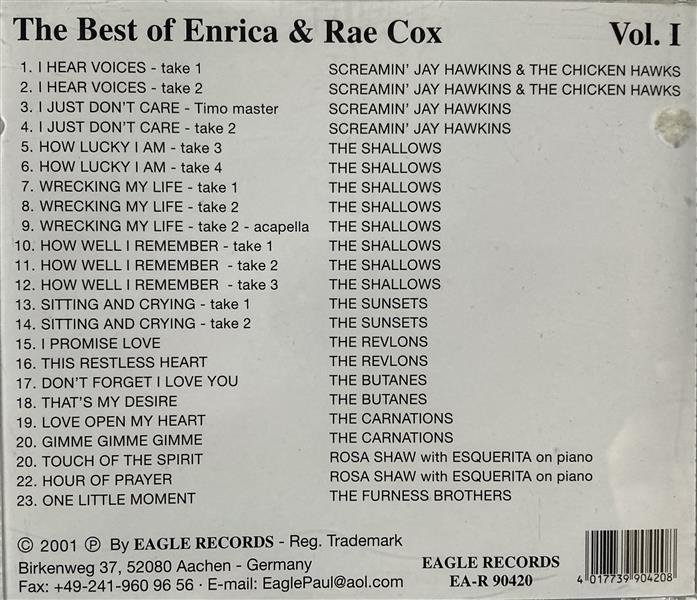 The Best of Enrica & Rae Cox Vol. I
1. I HEAR VOICES - take 1 SCREAMIN' JAY HAWKINS & THE CHICKEN HAWKS
2. I HEAR VOICES - take 2 SCREAMIN' JAY HAWKINS & THE CHICKEN HAWKS
3. I JUST DON'T CARE - Timo master SCREAMIN' JAY HAWKINS
4. I JUST DON'T CARE - take 2 SCREAMIN' JAY HAWKINS
5. HOW LUCKY I AM - take 3 THE SHALLOWS
6. HOW LUCKY I AM - take 4 THE SHALLOWS
7. WRECKING MY LIFE - take 1 THE SHALLOWS
8. WRECKING MY LIFE - take 2 THE SHALLOWS
9. WRECKING MY LIFE - take 2 - acapella THE SHALLOWS
10. HOW WELL I REMEMBER - take 1 THE SHALLOWS
11. HOW WELL I REMEMBER - take 2 THE SHALLOWS
12. HOW WELL I REMEMBER - take 3 THE SHALLOWS
13. SITTING AND CRYING - take 1 THE SUNSETS
14. SITTING AND CRYING - take 2 THE SUNSETS
15. I PROMISE LOVE THE REVLONS
16. THIS RESTLESS HEART THE REVLONS
17. DON'T FORGET I LOVE YOU THE BUTANES
18. THAT'S MY DESIRE THE BUTANES
19. LOVE OPEN MY HEART THE CARNATIONS
20. GIMME GIMME GIMME THE CARNATIONS
20. TOUCH OF THE SPIRIT ROSA SHAW with ESQUERITA on piano
22. HOUR OF PRAYER ROSA SHAW with ESQUERITA on piano
23. ONE LITTLE MOMENT THE FURNESS BROTHERS
© 2001 ℗ By EAGLE RECORDS - Reg. Trademark
Birkenweg 37, 52080 Aachen - Germany
Fax: +49-241-960 96 56 · E-mail: EaglePaul@aol.com
EAGLE RECORDS
EA-R 90420
4 017739 904208